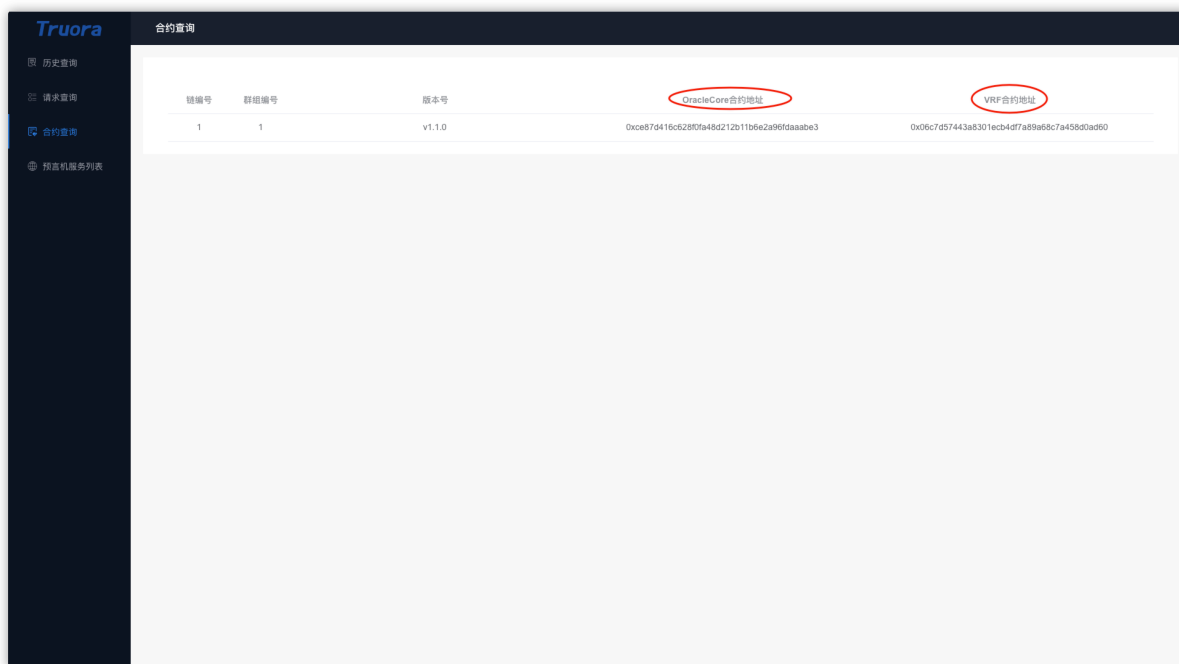 Truora
合约查询
历史查询
请求查询
合约查询
预言机服务列表
链编号 群组编号 版本号 OracleCore合约地址 VRF合约地址
1 1 v1.1.0 0xce87d416c628f0fa48d212b11b6e2a96fdaaabe3 0x06c7d57443a8301ecb4df7a89a68c7a458d0ad60